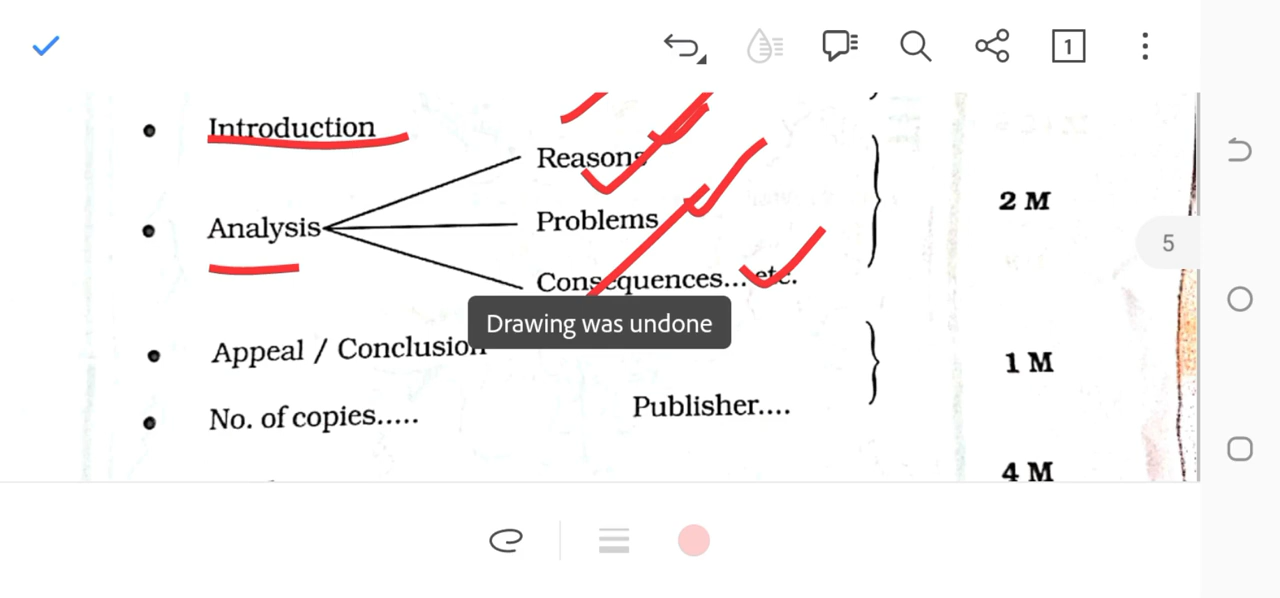 1
• Introduction
Reasons
2 M
5
• Analysis
Problems
Consequences... etc.
Drawing was undone
• Appeal / Conclusion
1 M
• No. of copies.....
Publisher....
4 M